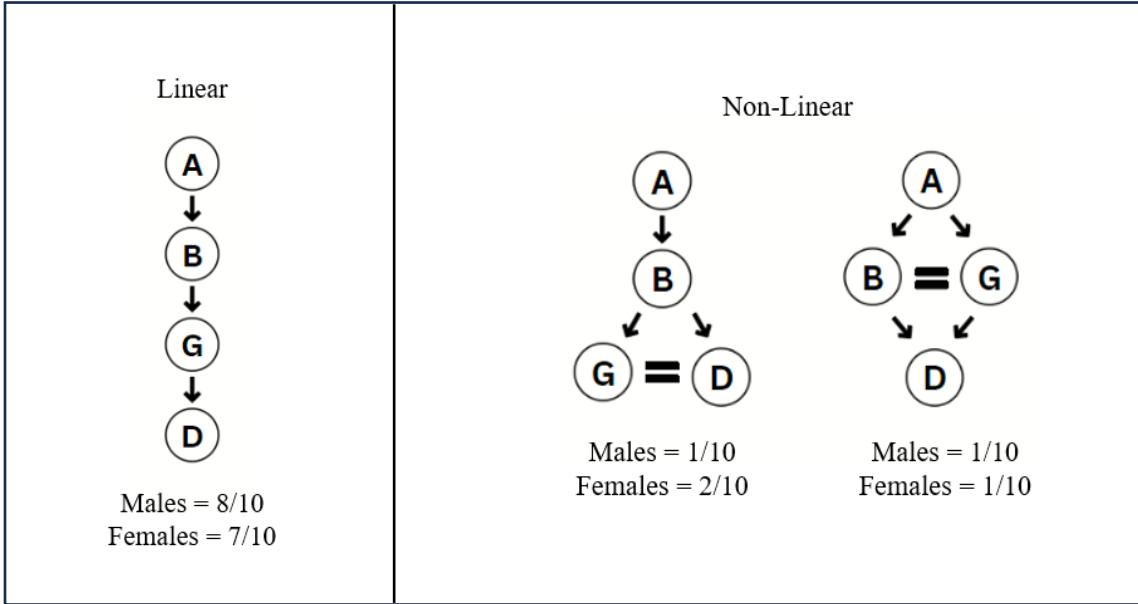 Linear
A
B
G
D
Males = 8/10
Females = 7/10
Non-Linear
A
B
G = D
Males = 1/10
Females = 2/10
A
B = G
D
Males = 1/10
Females = 1/10